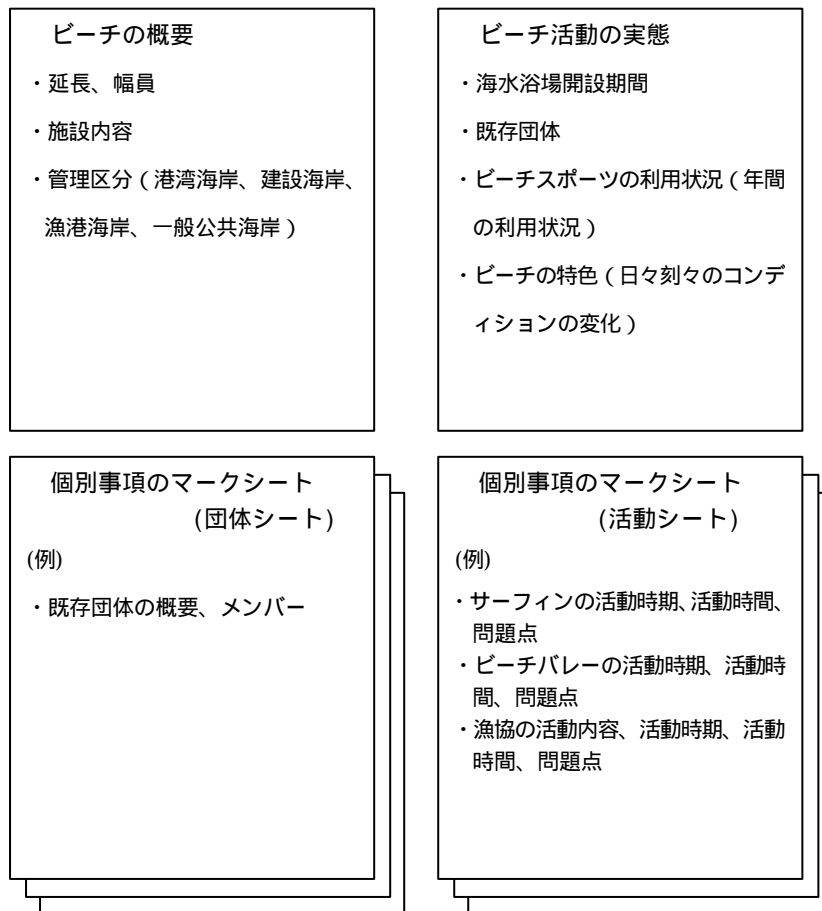 ビーチの概要
・延長、幅員
・施設内容
・管理区分(港湾海岸、建設海岸、
漁港海岸、一般公共海岸)
ビーチ活動の実態
・海水浴場開設期間
・既存団体
・ビーチスポーツの利用状況(年間
の利用状況)
・ビーチの特色(日々刻々のコンデ
ィションの変化)
個別事項のマークシート
(団体シート)
(例)
・既存団体の概要、メンバー
個別事項のマークシート
(活動シート)
(例)
・サーフィンの活動時期、活動時間、
問題点
・ビーチバレーの活動時期、活動時
間、問題点
・漁協の活動内容、活動時期、活動
時間、問題点